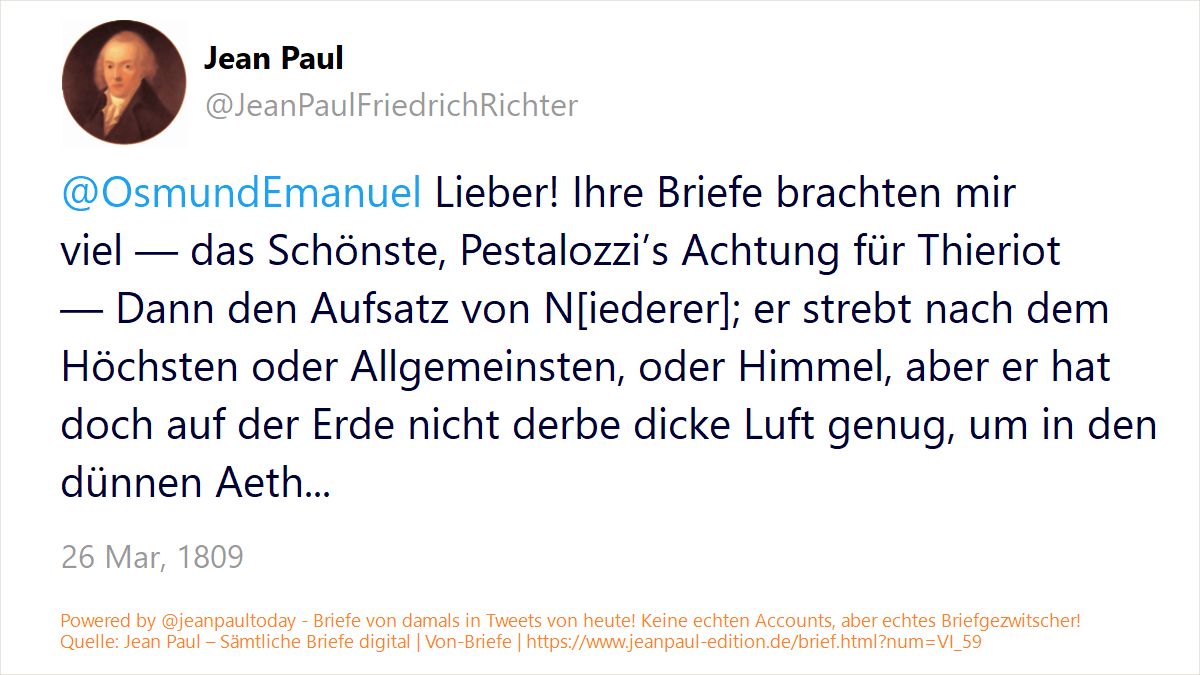 Jean Paul
@JeanPaulFriedrichRichter
@OsmundEmanuel Lieber! Ihre Briefe brachten mir
viel — das Schönste, Pestalozzi’s Achtung für Thieriot
— Dann den Aufsatz von N[iederer]; er strebt nach dem
Höchsten oder Allgemeinsten, oder Himmel, aber er hat
doch auf der Erde nicht derbe dicke Luft genug, um in den
dünnen Aeth...
26 Mar, 1809
Powered by @jeanpaultoday - Briefe von damals in Tweets von heute! Keine echten Accounts, aber echtes Briefgezwitscher!
Quelle: Jean Paul – Sämtliche Briefe digital | Von-Briefe | https://www.jeanpaul-edition.de/brief.html?num=VI_59